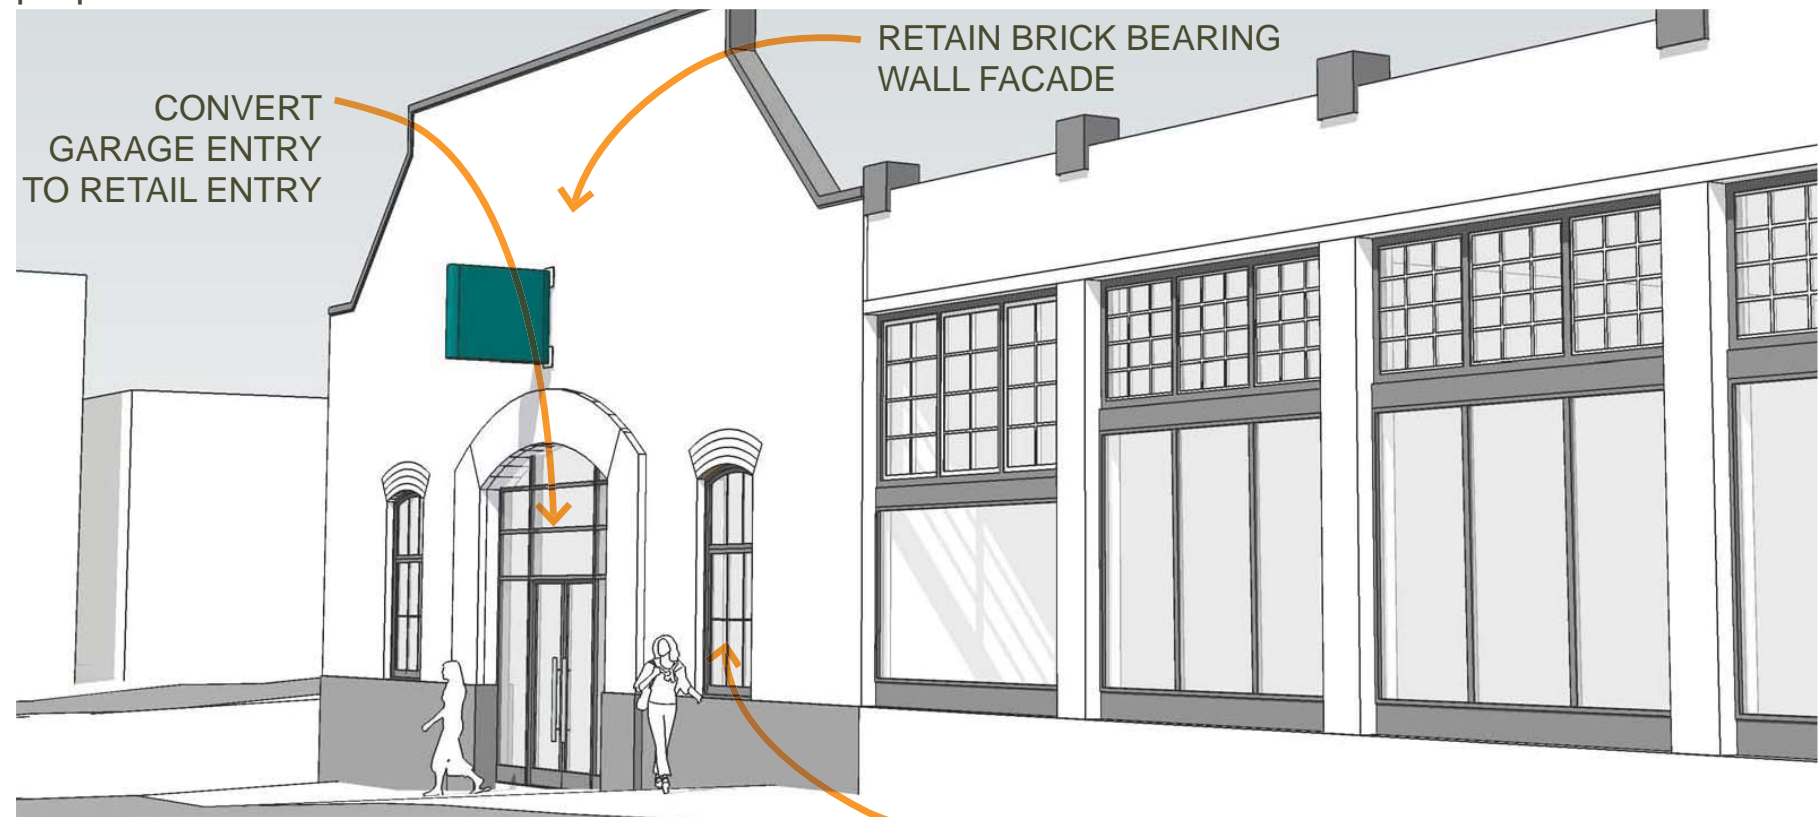 CONVERT
GARAGE ENTRY
TO RETAIL ENTRY
RETAIN BRICK BEARING
WALL FACADE